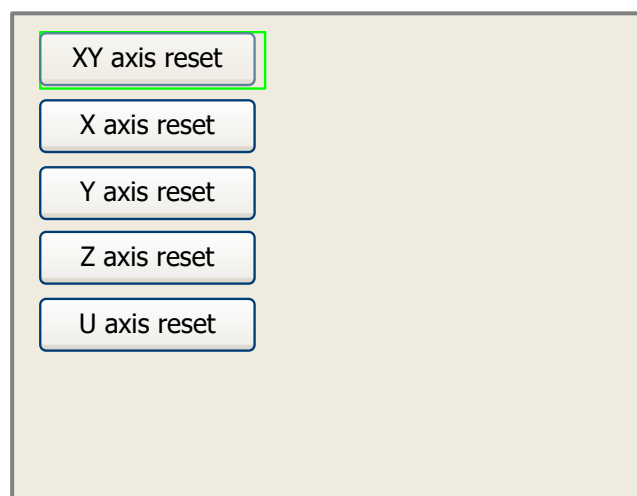 XY axis reset
X axis reset
Y axis reset
Z axis reset
U axis reset